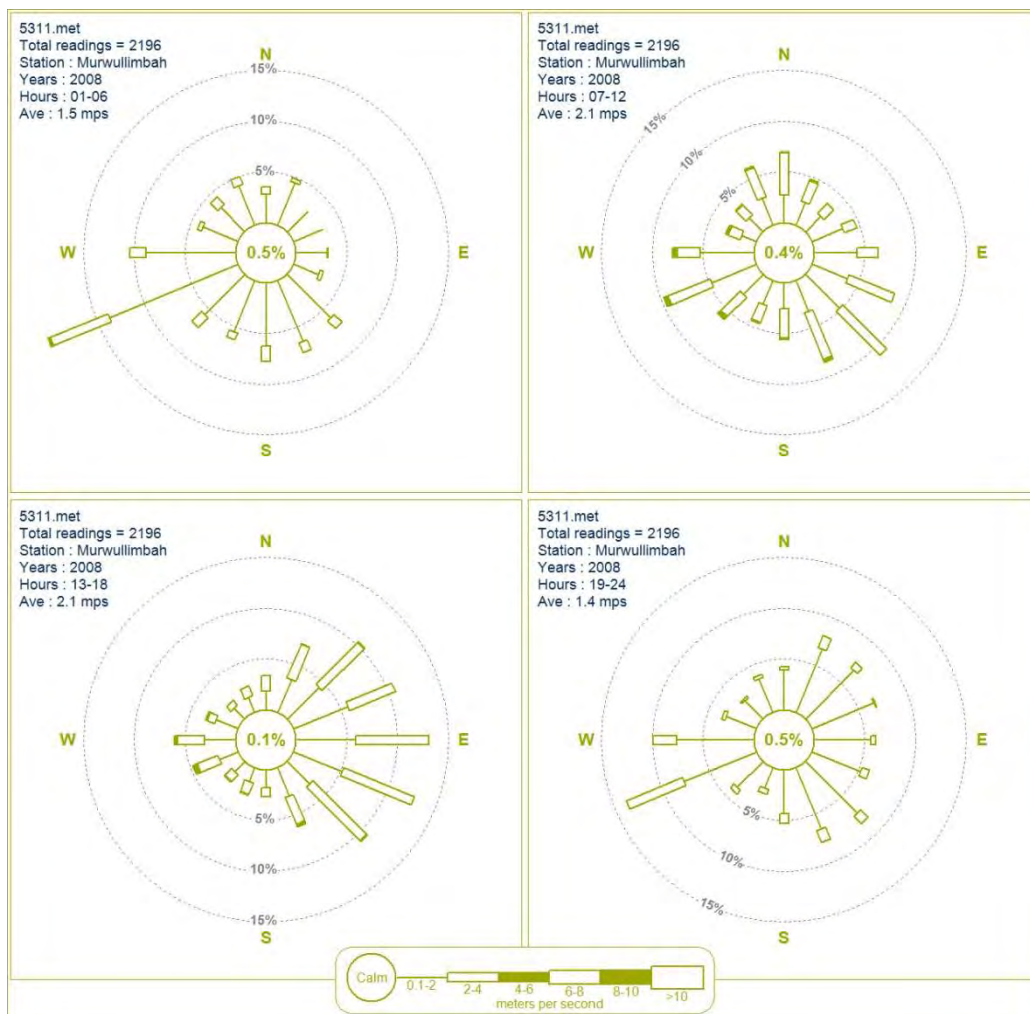 5311.met
Total readings = 2196
Station : Murwullimbah
Years : 2008
Hours : 01-06
Ave : 1.5 mps
N
15%
10%
5%
W
0.5%
E
S
5311.met
Total readings = 2196
Station : Murwullimbah
Years : 2008
Hours : 07-12
Ave : 2.1 mps
N
15%
10%
5%
W
0.4%
E
S
5311.met
Total readings = 2196
Station : Murwullimbah
Years : 2008
Hours : 13-18
Ave : 2.1 mps
N
W
0.1%
E
5%
10%
15%
S
5311.met
Total readings = 2196
Station : Murwullimbah
Years : 2008
Hours : 19-24
Ave : 1.4 mps
N
W
0.5%
E
5%
10%
15%
S
Calm
0.1-2
2-4
4-6
6-8
8-10
>10
meters per second